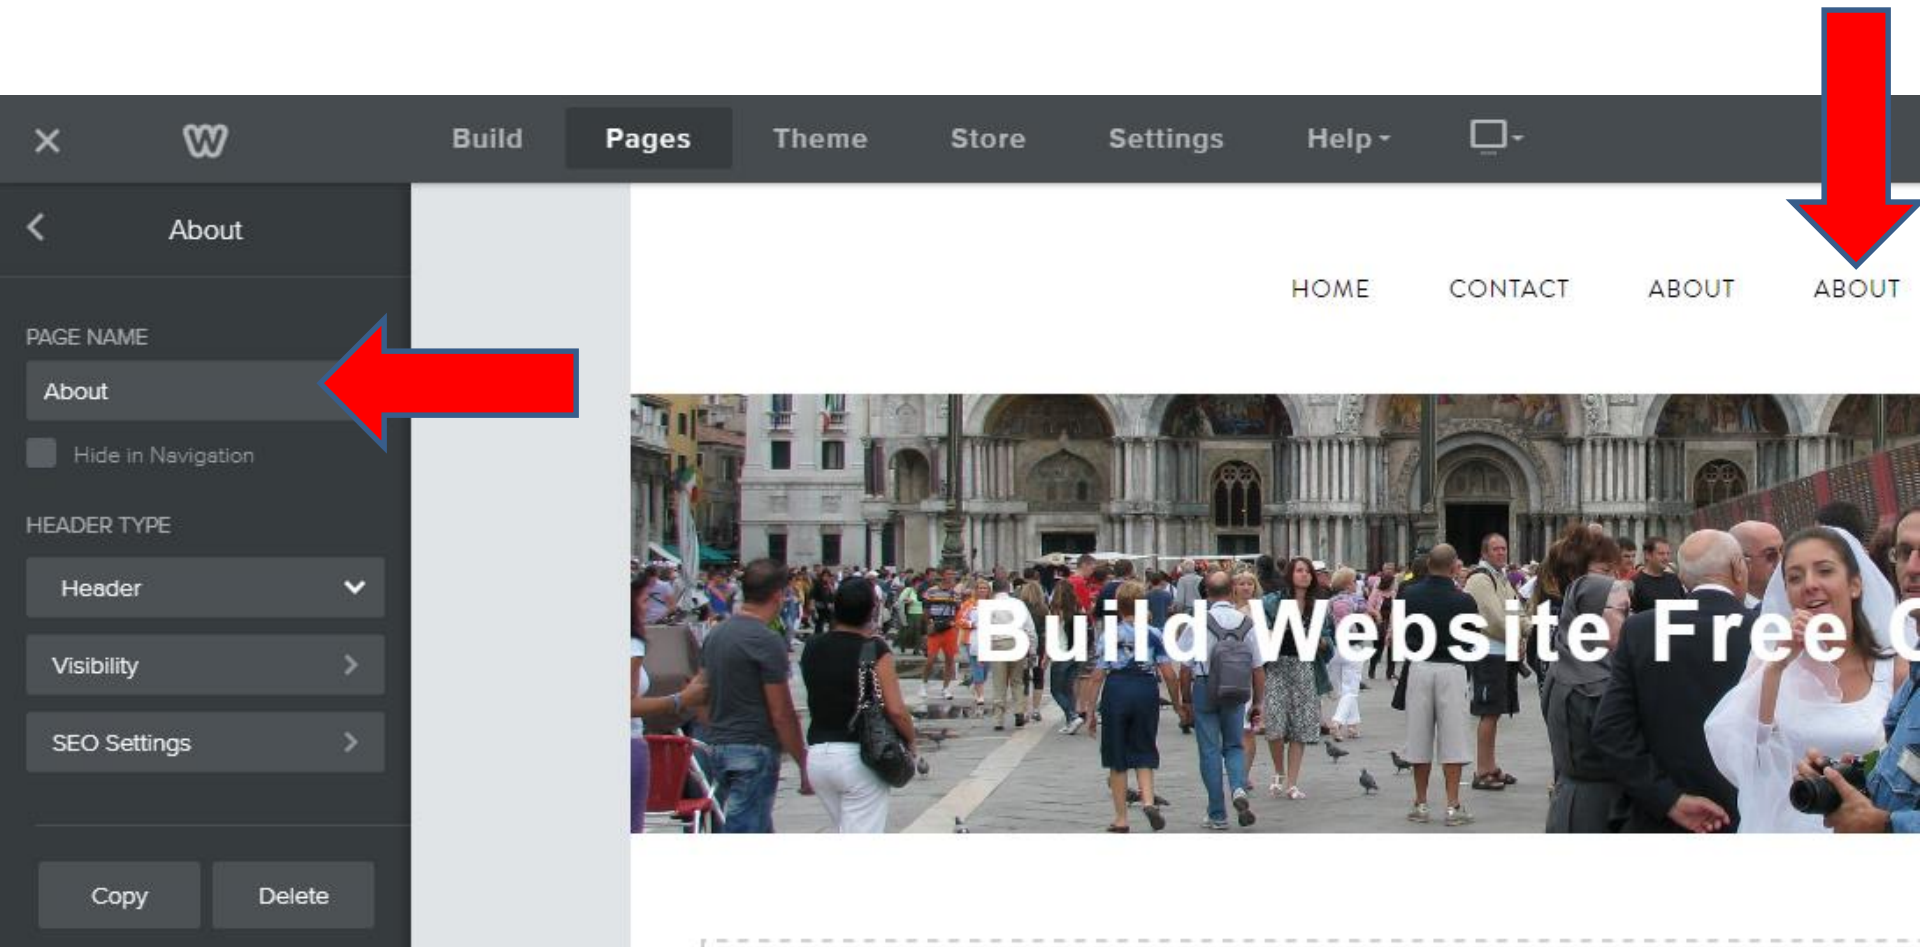 Build Pages Theme Store Settings Help
About
HOME CONTACT ABOUT ABOUT
PAGE NAME
About
Hide in Navigation
HEADER TYPE
Header
Visibility
SEO Settings
Copy Delete
Build Website Free